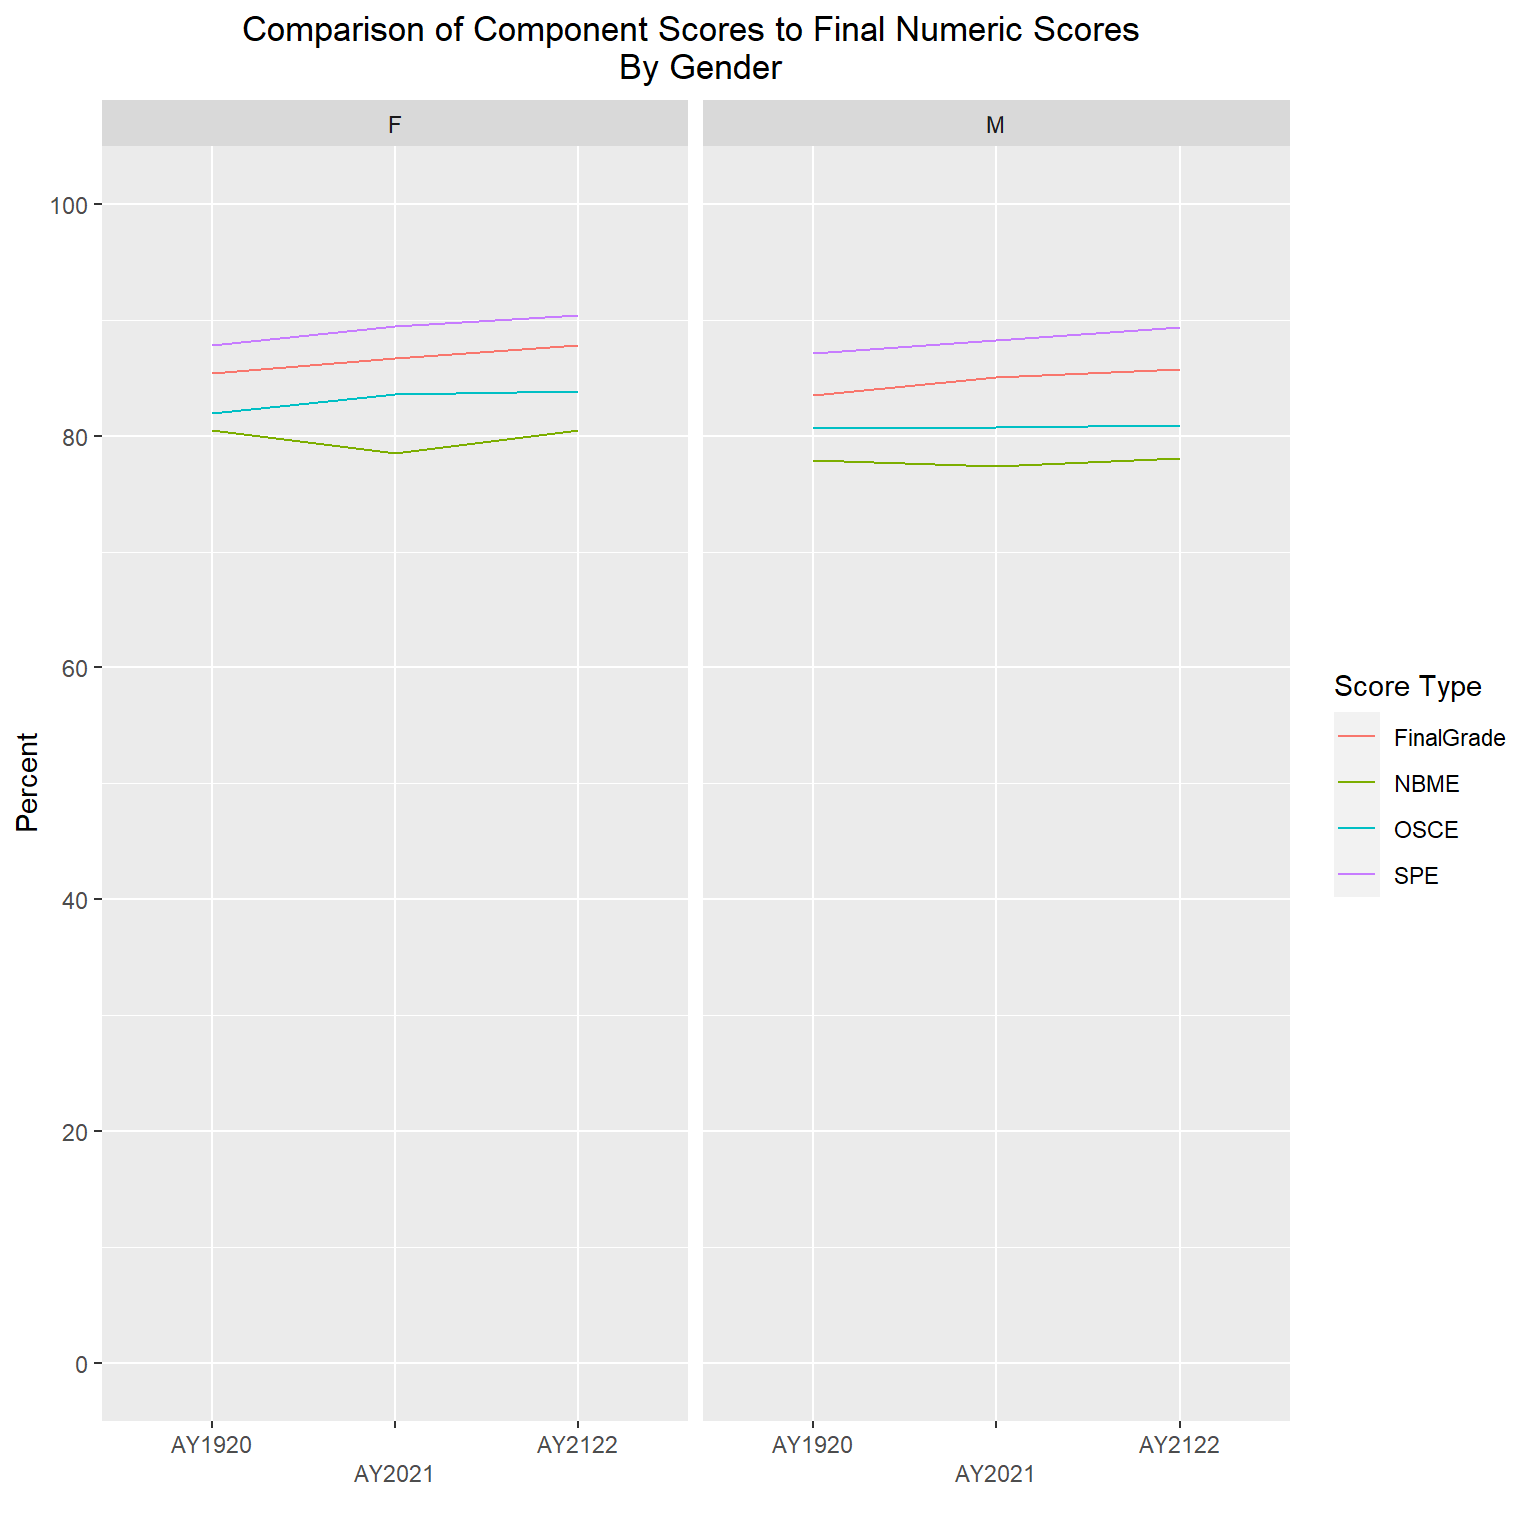 Comparison of Component Scores to Final Numeric Scores
By Gender
F
M
100
80
60
40
20
0
Percent
AY1920
AY2021
AY2122
AY1920
AY2021
AY2122
Score Type
FinalGrade
NBME
OSCE
SPE